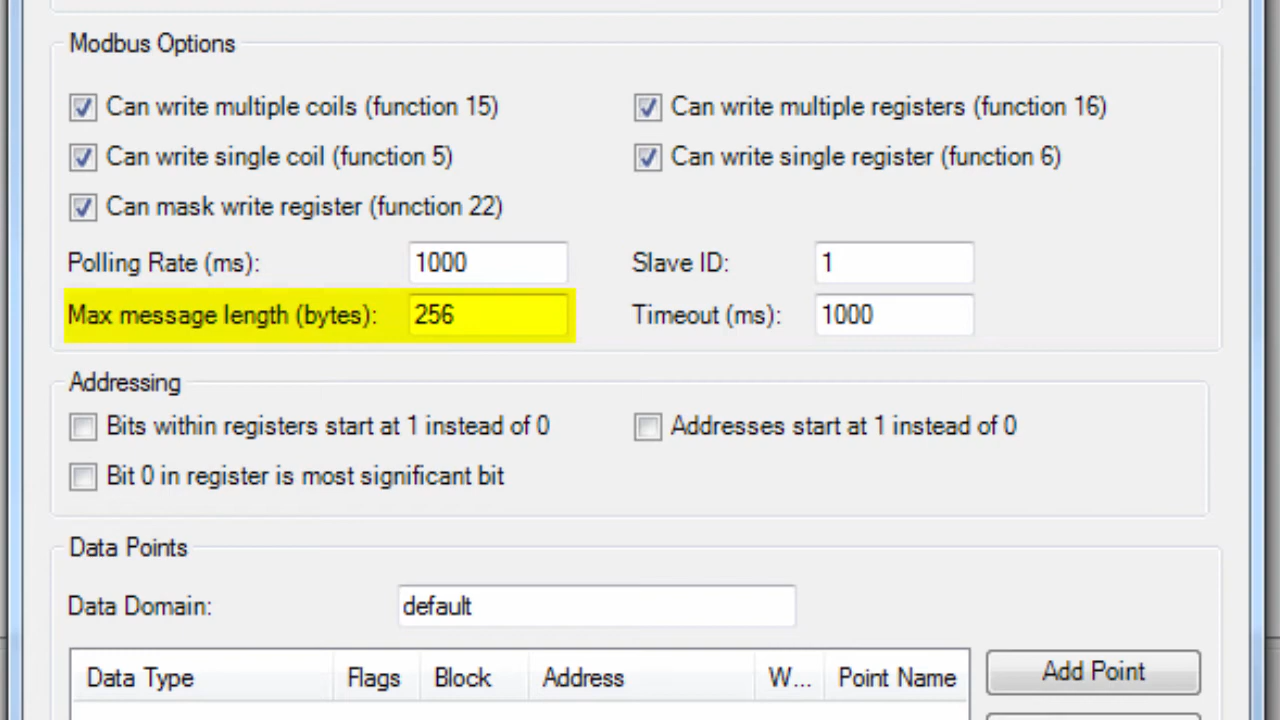 Modbus Options
Can write multiple coils (function 15) Can write multiple registers (function 16)
Can write single coil (function 5) Can write single register (function 6)
Can mask write register (function 22)
Polling Rate (ms): 1000 Slave ID: 1
Max message length (bytes): 256 Timeout (ms): 1000
Addressing
Bits within registers start at 1 instead of 0 Addresses start at 1 instead of 0
Bit 0 in register is most significant bit
Data Points
Data Domain: default
Data Type Flags Block Address W... Point Name Add Point